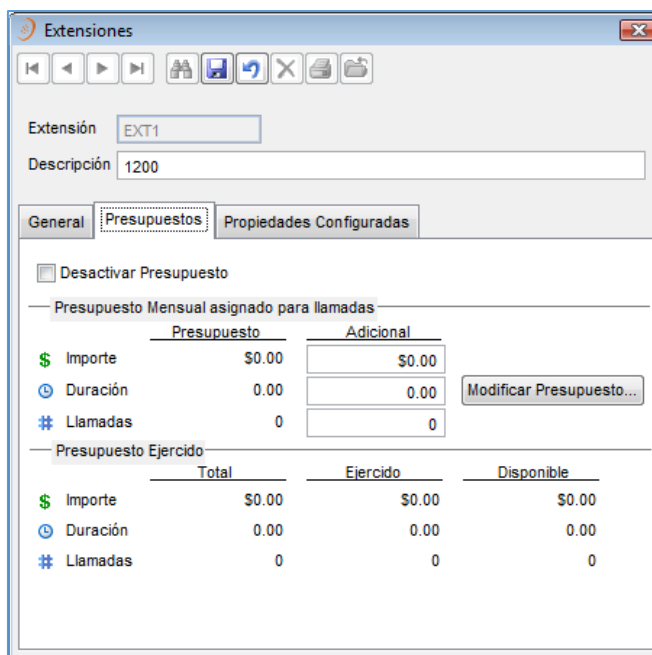 Extensiones
Extensión EXT1
Descripción 1200
General Presupuestos Propiedades Configuradas
Desactivar Presupuesto
Presupuesto Mensual asignado para llamadas
Presupuesto Adicional
$ Importe $0.00 $0.00
Duración 0.00 0.00 Modificar Presupuesto...
# Llamadas 0 0
Presupuesto Ejercido
Total Ejercido Disponible
$ Importe $0.00 $0.00 $0.00
Duración 0.00 0.00 0.00
# Llamadas 0 0 0